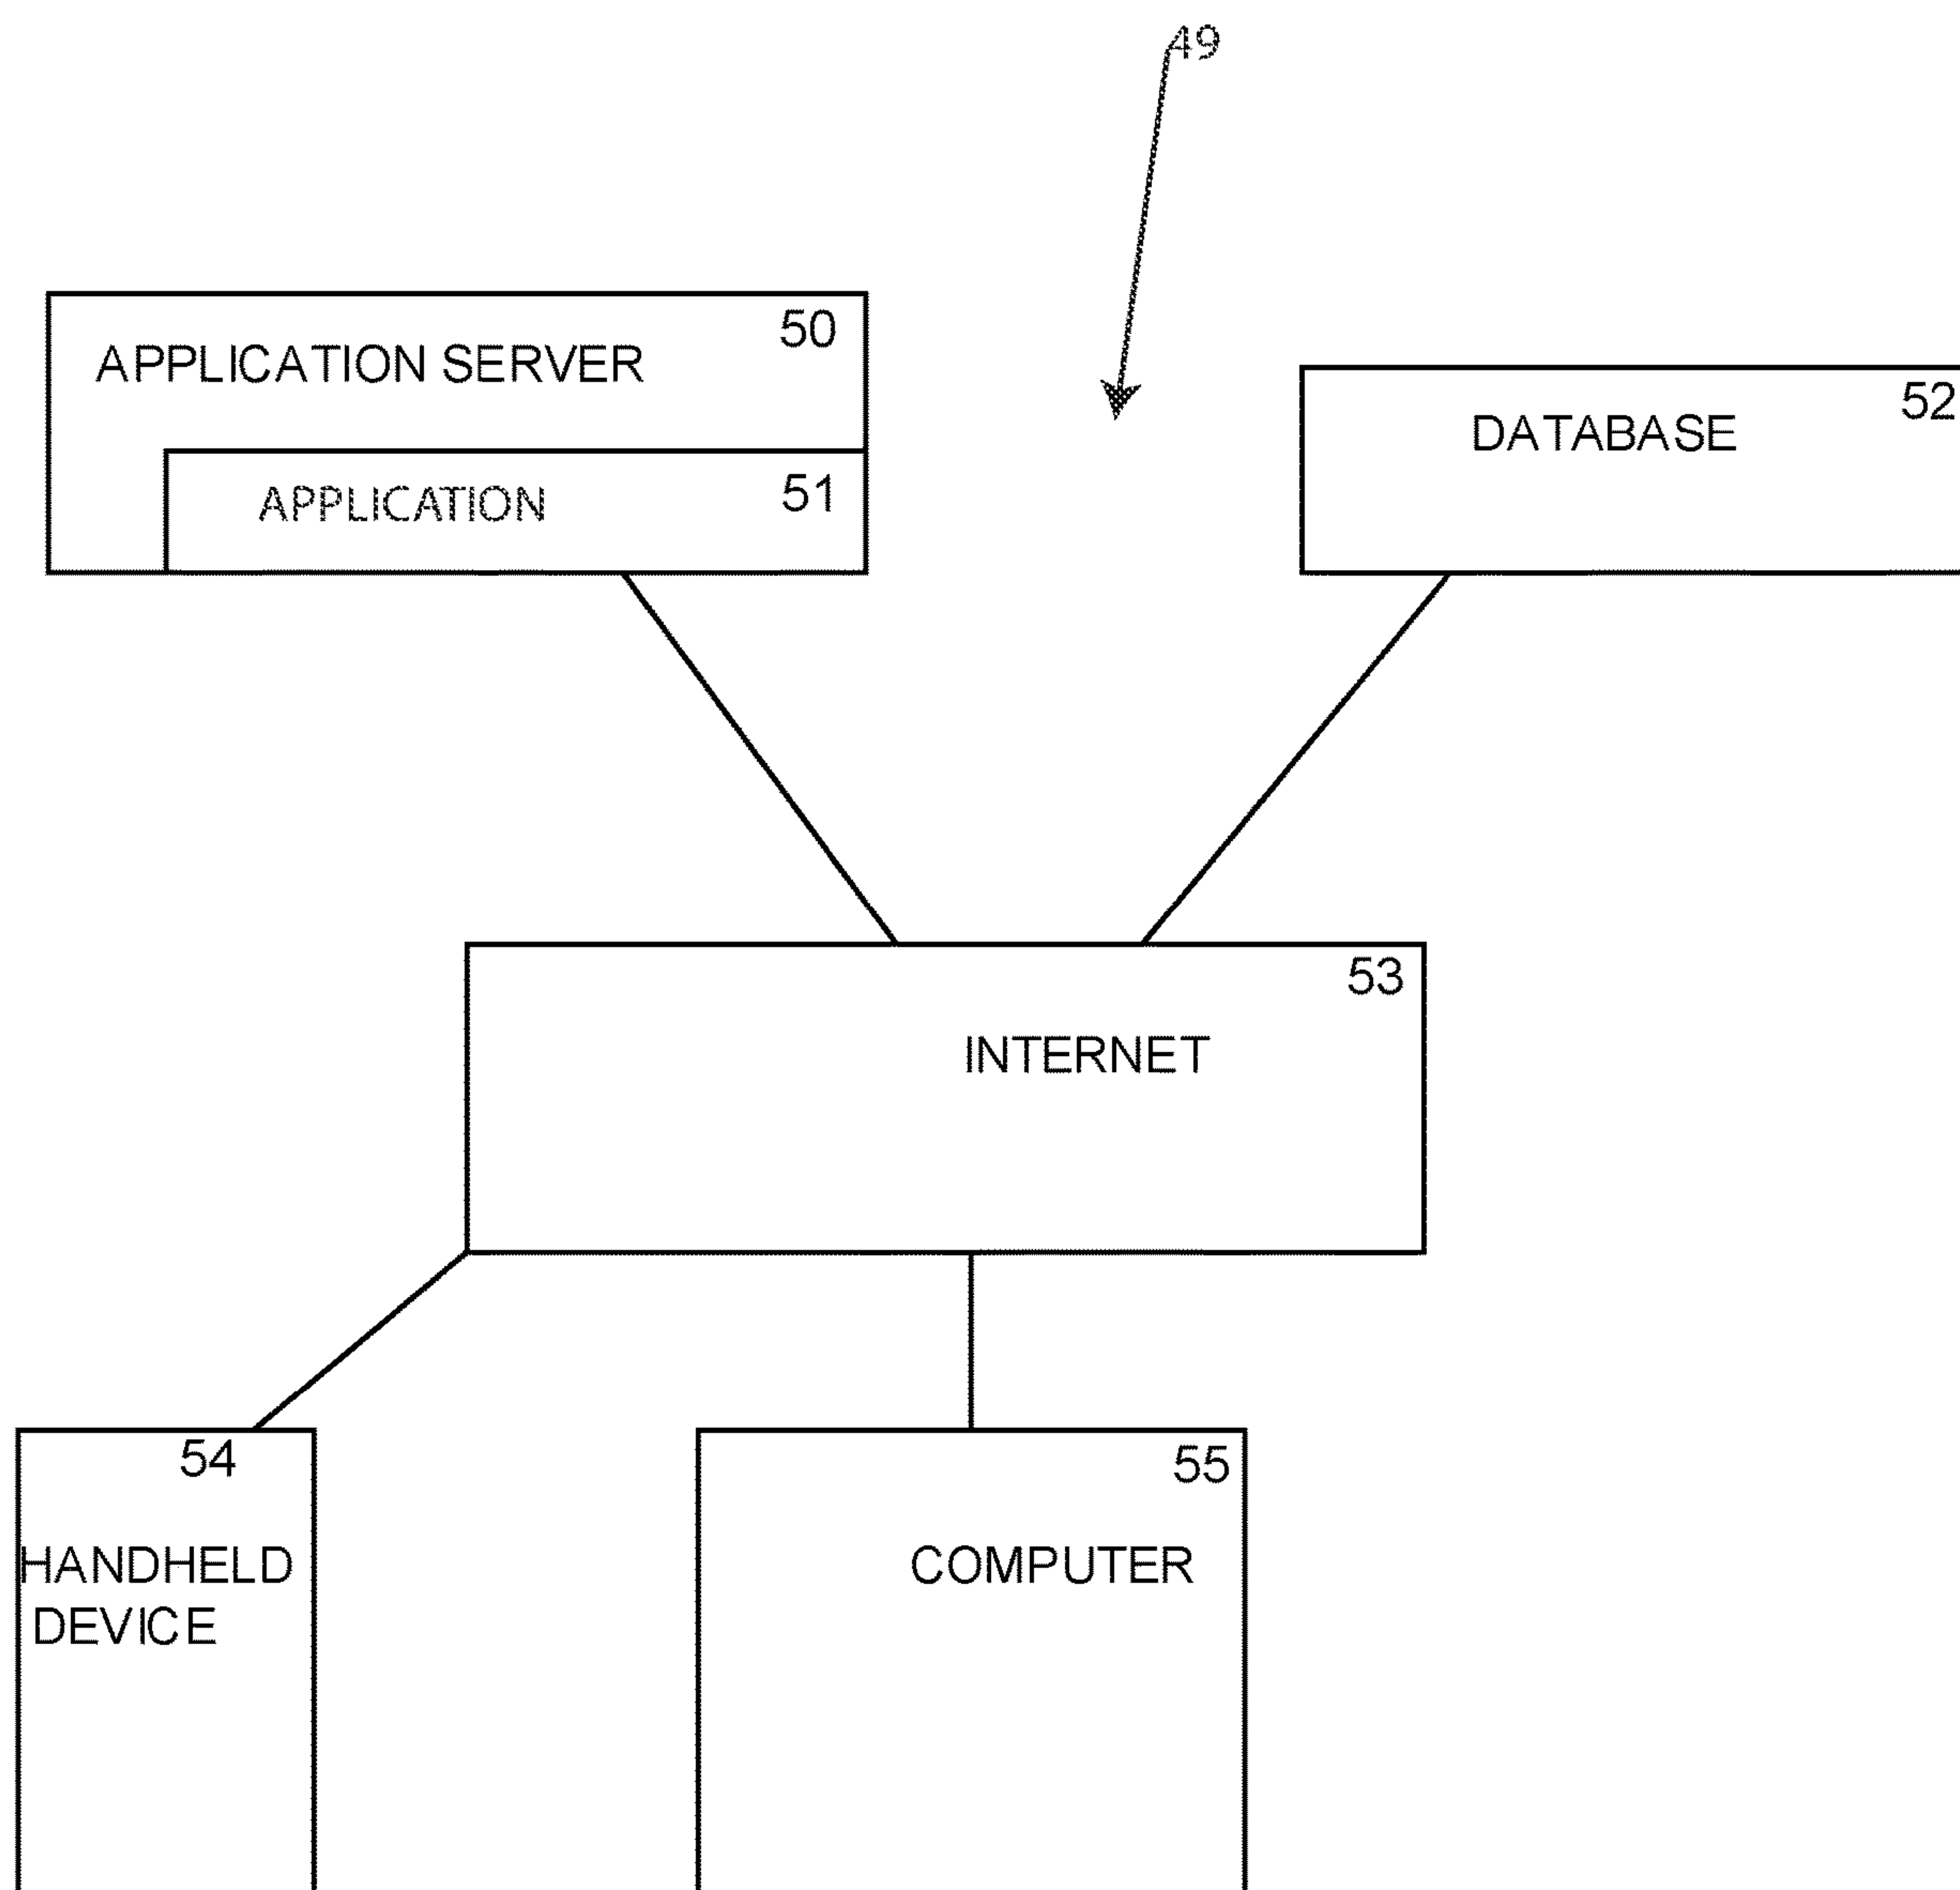 49
50
APPLICATION SERVER
52
DATABASE
APPLICATION
51
53
INTERNET
54
55
HANDHELD
DEVICE
COMPUTER